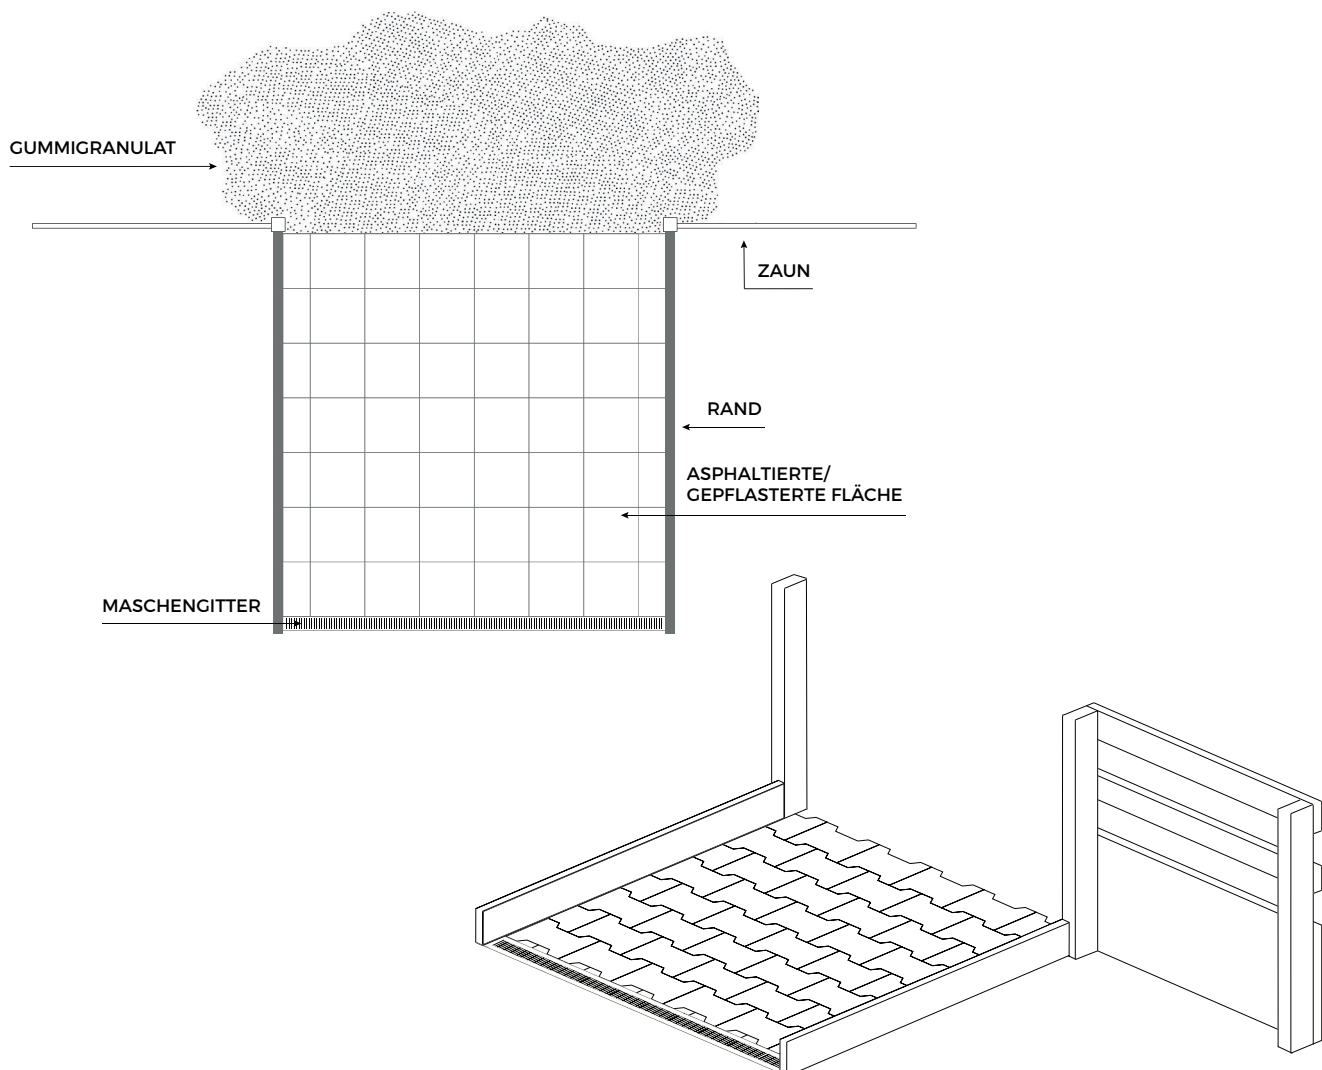 GUMMIGRANULAT
ZAUN
RAND
ASPHALTIERTE/
GEPFLASTERTE FLÄCHE
MASCHENGITTER